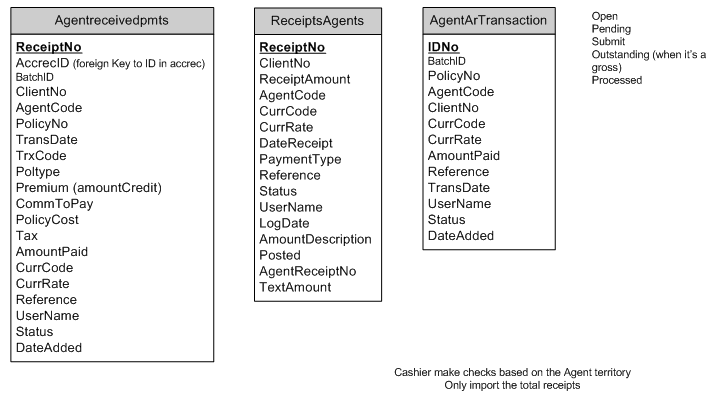 Agentreceivedpmts
ReceiptNo
AccrecID (foreign Key to ID in accrec)
BatchID
ClientNo
AgentCode
PolicyNo
TransDate
TrxCode
Poltype
Premium (amountCredit)
CommToPay
PolicyCost
Tax
AmountPaid
CurrCode
CurrRate
Reference
UserName
Status
DateAdded
ReceiptsAgents
ReceiptNo
ClientNo
ReceiptAmount
AgentCode
CurrCode
CurrRate
DateReceipt
PaymentType
Reference
Status
UserName
LogDate
AmountDescription
Posted
AgentReceiptNo
TextAmount
AgentArTransaction
IDNo
BatchID
PolicyNo
AgentCode
ClientNo
CurrCode
CurrRate
AmountPaid
Reference
TransDate
UserName
Status
DateAdded
Open
Pending
Submit
Outstanding (when it's a
gross)
Processed
Cashier make checks based on the Agent territory
Only import the total receipts